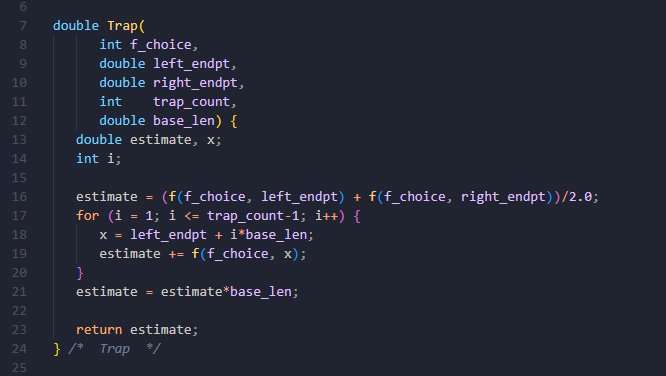 6
7 double Trap(
8       int f_choice,
9       double left_endpt,
10       double right_endpt,
11       int    trap_count,
12       double base_len) {
13    double estimate, x;
14    int i;
15
16    estimate = (f(f_choice, left_endpt) + f(f_choice, right_endpt))/2.0;
17    for (i = 1; i <= trap_count-1; i++) {
18       x = left_endpt + i*base_len;
19       estimate += f(f_choice, x);
20    }
21    estimate = estimate*base_len;
22
23    return estimate;
24 } /*  Trap  */
25